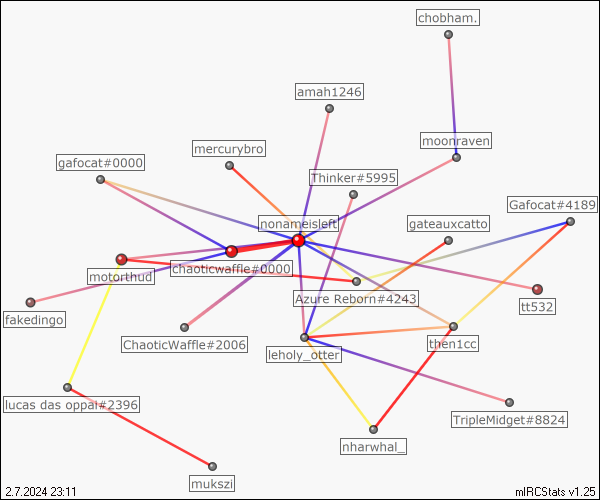 chobham.
amah1246
moonraven
mercurybro
gafocat#0000
Thinker#5995
Gafocat#4189
nonameisleft
gateauxcatto
chaoticwaffle#0000
motorthud
Azure Reborn#4243
tt532
fakedingo
ChaoticWaffle#2006
leholy_otter
then1cc
lucas das oppai#2396
TripleMidget#8824
nharwhal_
mukszi
2.7.2024 23:11
mIRCStats v1.25